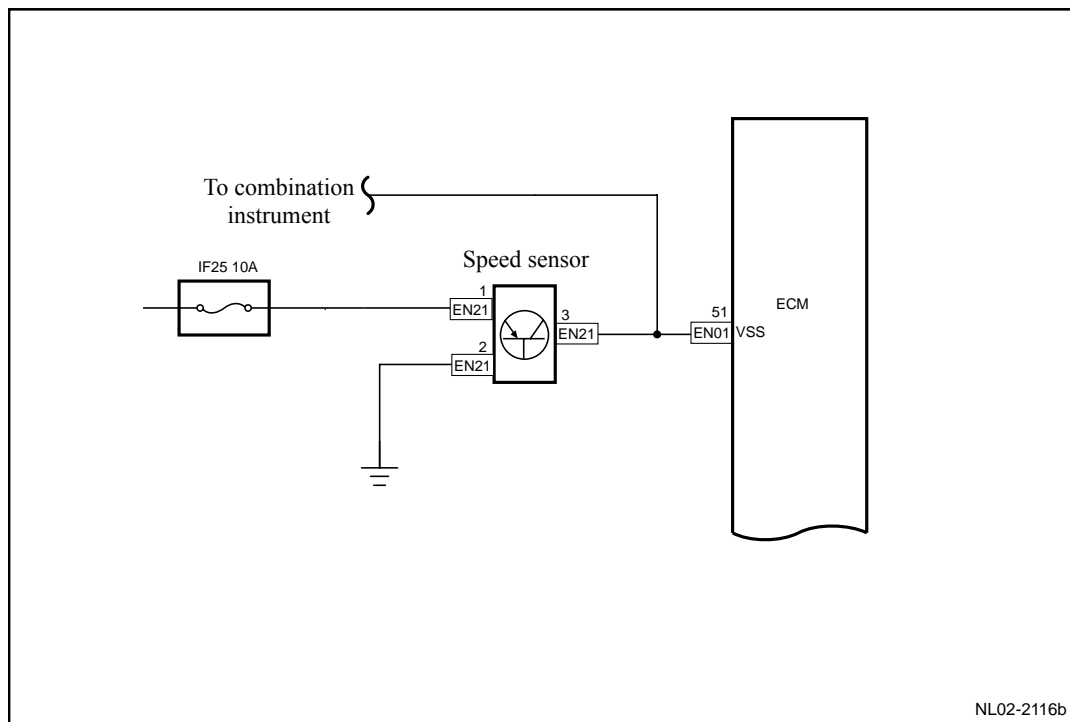 To combination
instrument
IF25 10A
Speed sensor
1
EN21
2
EN21
3
EN21
51
EN01
VSS
ECM
NL02-2116b